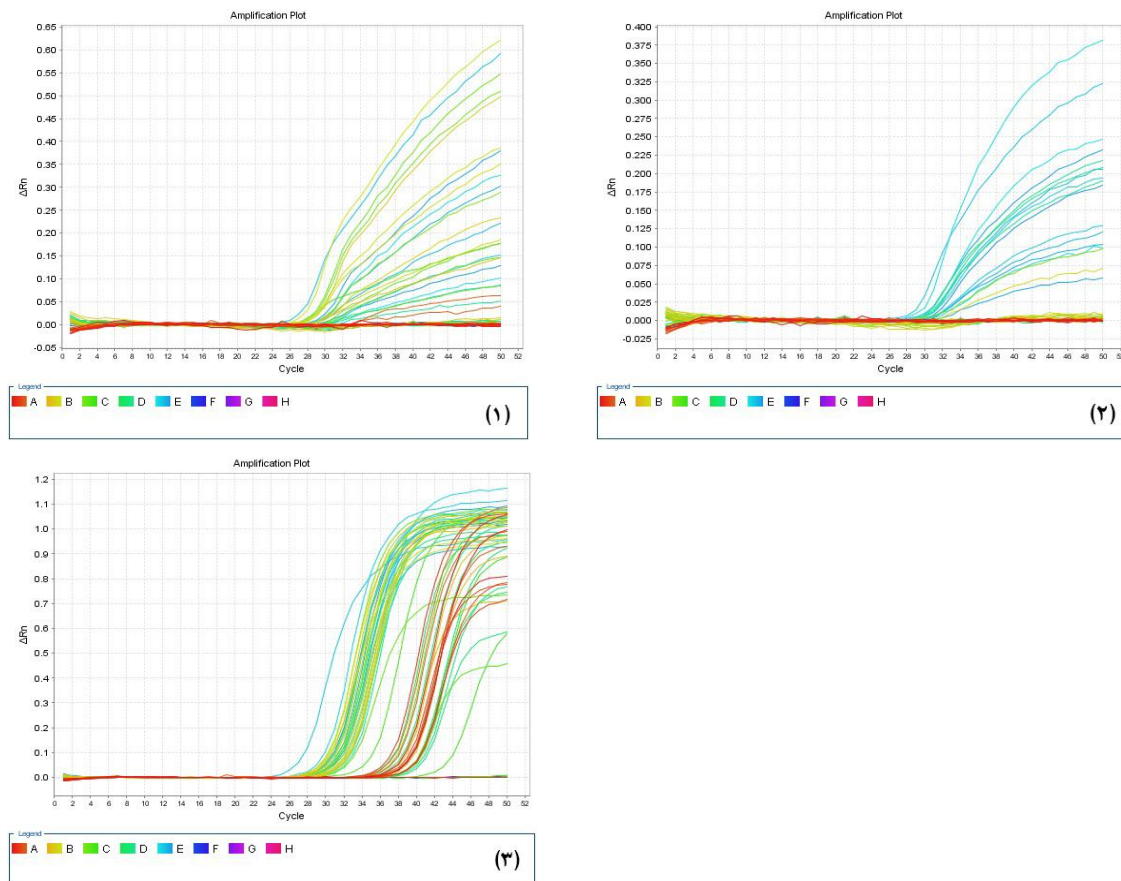 Amplification Plot
0.65
0.60
0.55
0.50
0.45
0.40
0.35
0.30
0.25
0.20
0.15
0.10
0.05
0.00
-0.05
ΔRn
0 2 4 6 8 10 12 14 16 18 20 22 24 26 28 30 32 34 36 38 40 42 44 46 48 50 52
Cycle
Legend
A B C D E F G H
(۱)
Amplification Plot
0.400
0.375
0.350
0.325
0.300
0.275
0.250
0.225
0.200
0.175
0.150
0.125
0.100
0.075
0.050
0.025
0.000
-0.025
ΔRn
0 2 4 6 8 10 12 14 16 18 20 22 24 26 28 30 32 34 36 38 40 42 44 46 48 50 52
Cycle
Legend
A B C D E F G H
(۲)
Amplification Plot
1.2
1.1
1.0
0.9
0.8
0.7
0.6
0.5
0.4
0.3
0.2
0.1
0.0
ΔRn
0 2 4 6 8 10 12 14 16 18 20 22 24 26 28 30 32 34 36 38 40 42 44 46 48 50 52
Cycle
Legend
A B C D E F G H
(۳)